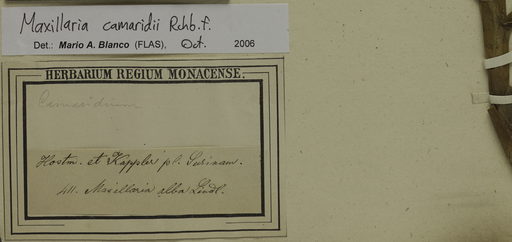 Maxillaria camaridii Rchb.f.
Det.: Mario A. Blanco (FLAS), Oct. 2006
HERBARIUM REGIUM MONACENSE.
Camaridium
Hostm. et Kappler pl. Surinam.
411. Maxillaria alba Lindl.